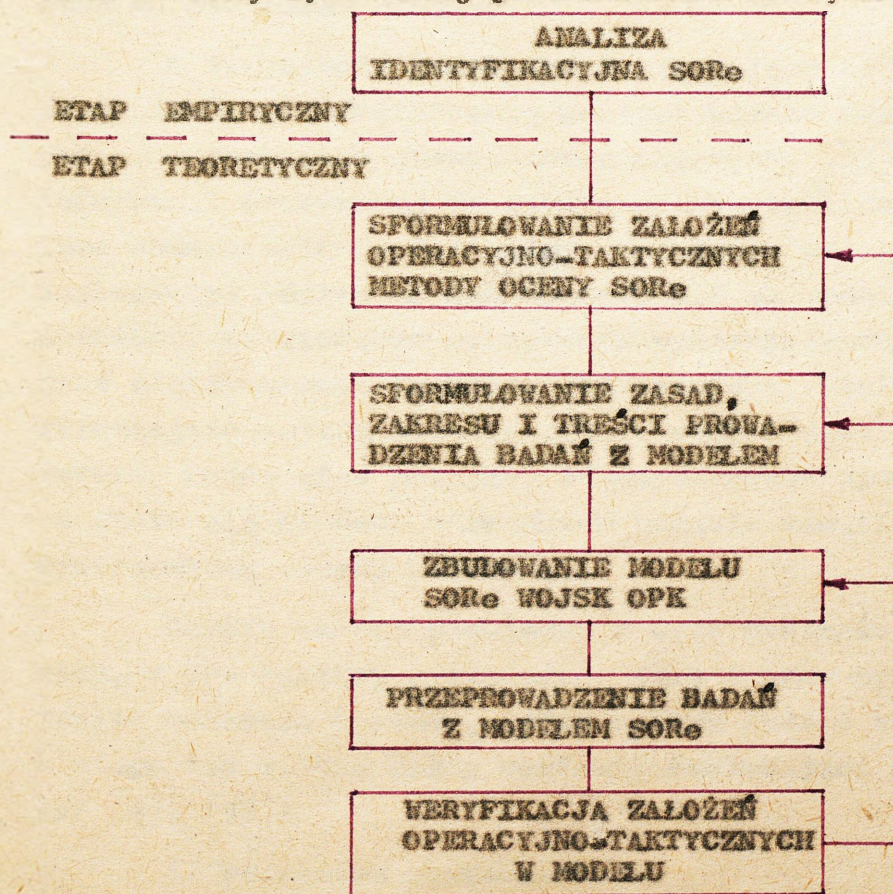 ANALIZA
IDENTYFIKACYJNA SORe
ETAP EMPIRYCZNY
ETAP TEORETYCZNY
SFORMUŁOWANIE ZAŁOŻEŃ
OPERACYJNO-TAKTYCZNYCH
METODY OCENY SORe
SFORMUŁOWANIE ZASAD,
ZAKRESU I TREŚCI PROWA-
DZENIA BADAŃ Z MODELEM
ZBUDOWANIE MODELU
SORe WOJSK OPK
PRZEPROWADZENIE BADAŃ
Z MODELEM SORe
WERYFIKACJA ZAŁOŻEŃ
OPERACYJNO-TAKTYCZNYCH
W MODELU